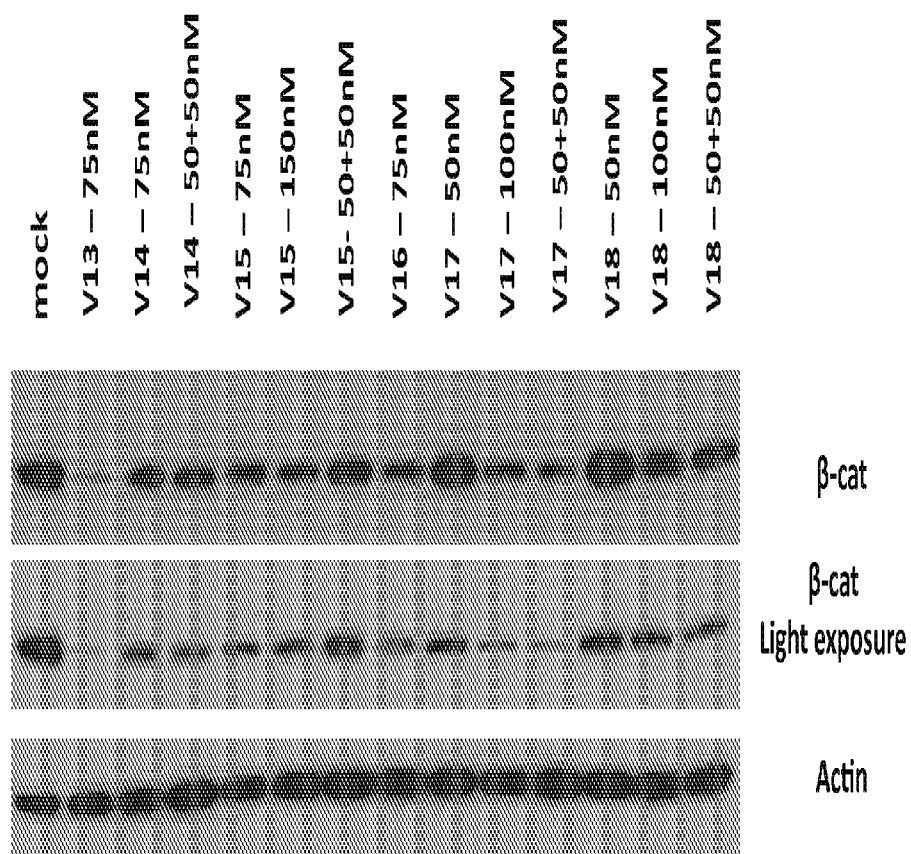 mock
V13 – 75nM
V14 – 75nM
V14 – 50+50nM
V15 – 75nM
V15 – 150nM
V15- 50+50nM
V16 – 75nM
V17 – 50nM
V17 – 100nM
V17 – 50+50nM
V18 – 50nM
V18 – 100nM
V18 – 50+50nM
β-cat
β-cat
Light exposure
Actin